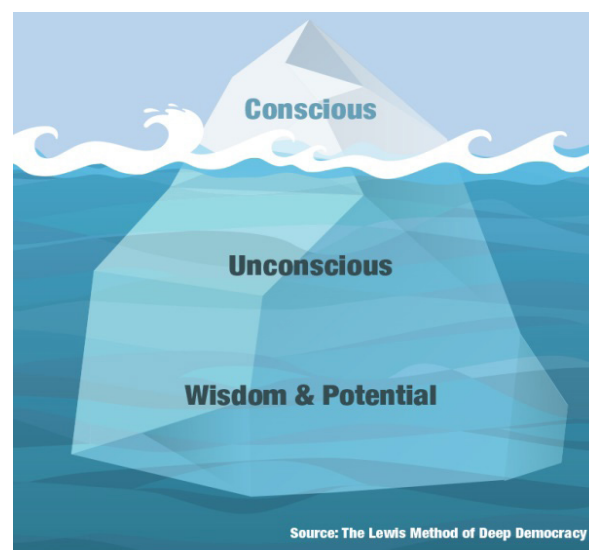 Conscious
Unconscious
Wisdom & Potential
Source: The Lewis Method of Deep Democracy